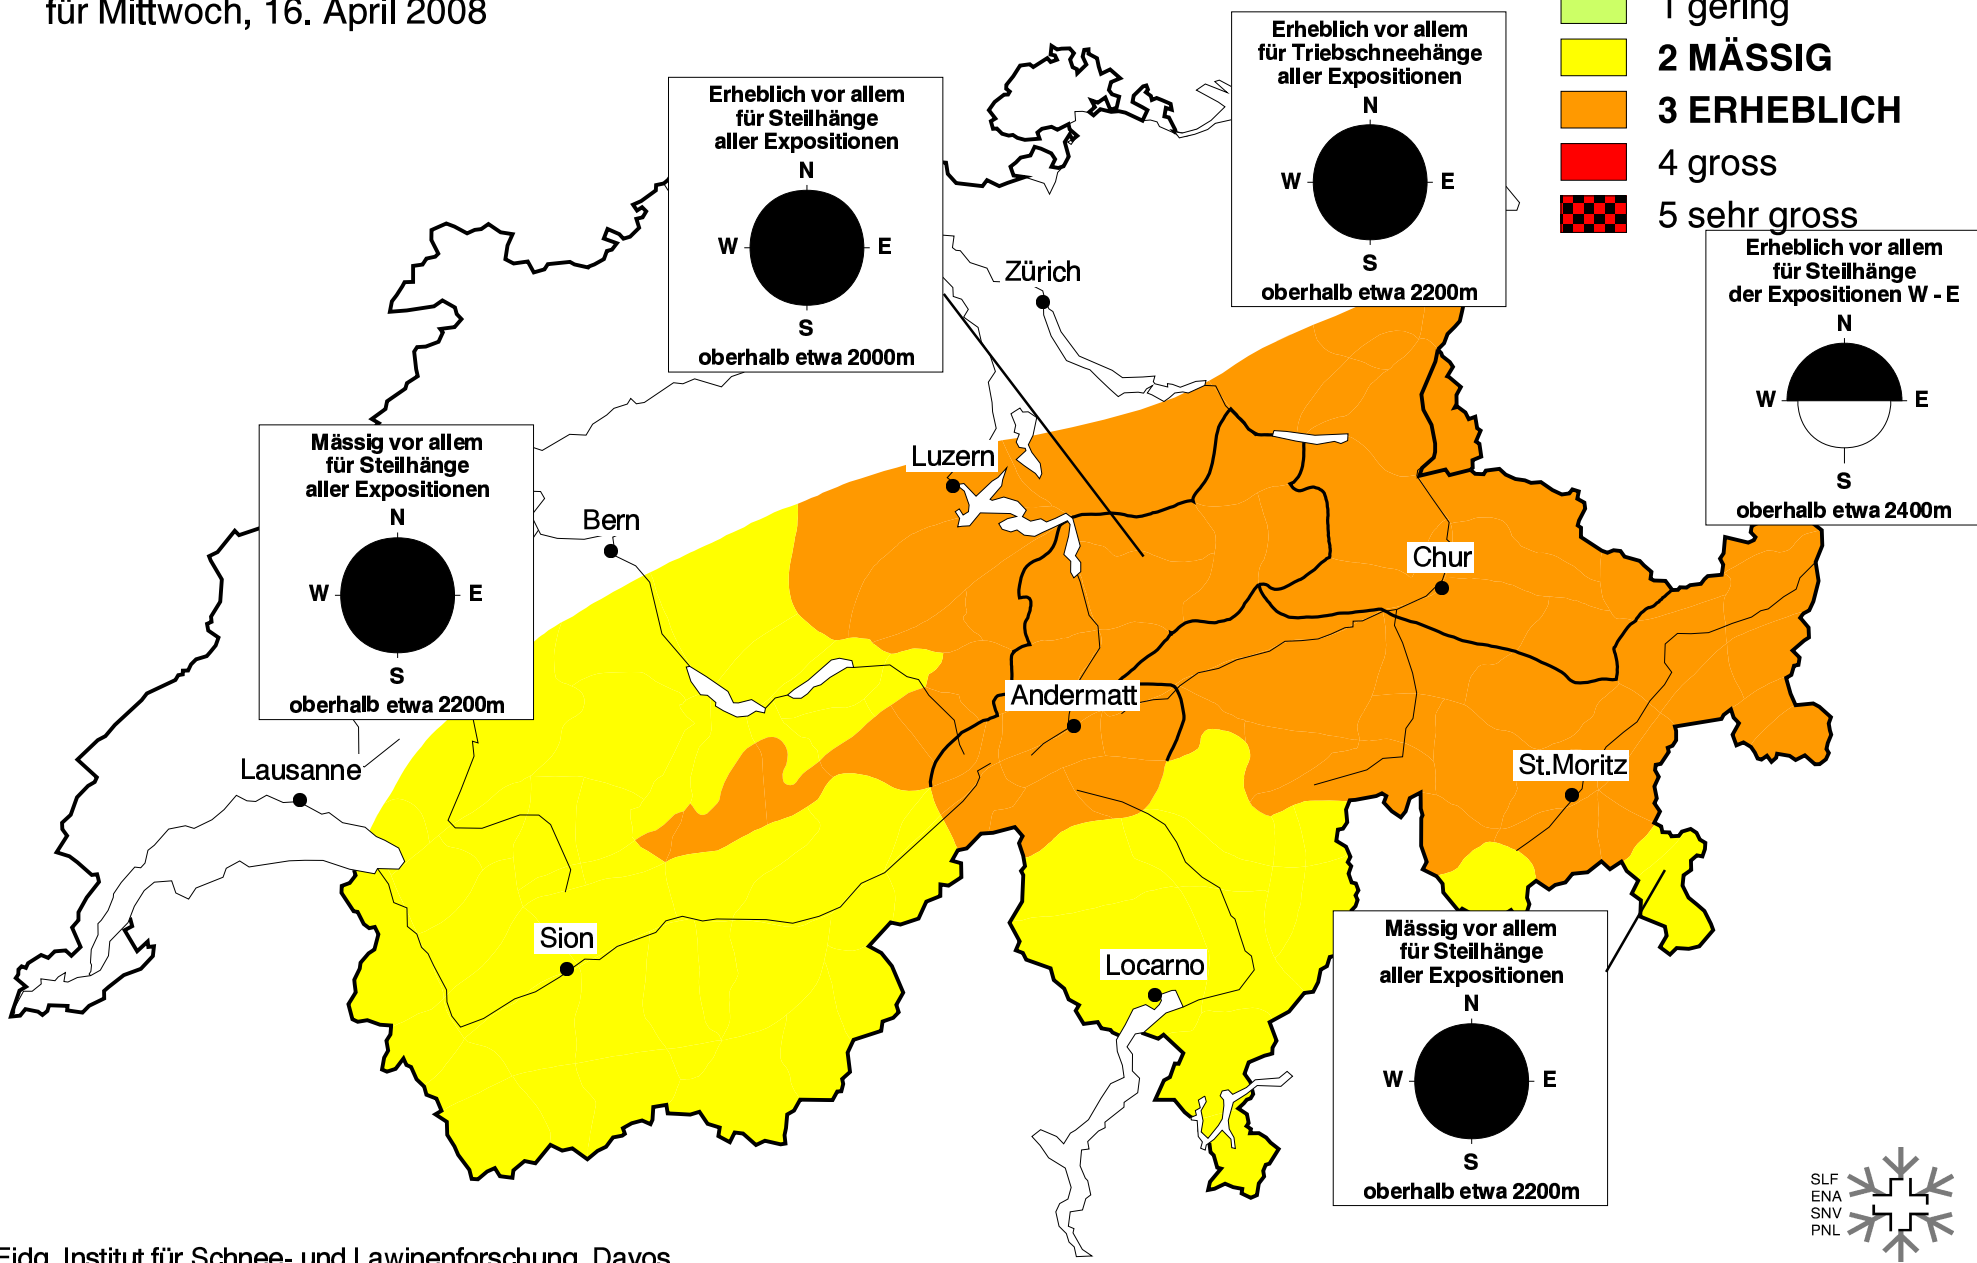 für Mittwoch, 16. April 2008
1 gering
2 MÄSSIG
3 ERHEBLICH
4 gross
5 sehr gross
Erheblich vor allem
für Triebschneehänge
aller Expositionen
N
W
E
S
oberhalb etwa 2200m
Erheblich vor allem
für Steilhänge
aller Expositionen
N
W
E
S
oberhalb etwa 2000m
Erheblich vor allem
für Steilhänge
der Expositionen W - E
N
W
E
S
oberhalb etwa 2400m
Mässig vor allem
für Steilhänge
aller Expositionen
N
W
E
S
oberhalb etwa 2200m
Zürich
Luzern
Bern
Chur
Andermatt
Lausanne
St.Moritz
Sion
Locarno
Mässig vor allem
für Steilhänge
aller Expositionen
N
W
E
S
oberhalb etwa 2200m
SLF
ENA
SNV
PNL
Eidg. Institut für Schnee- und Lawinenforschung, Davos